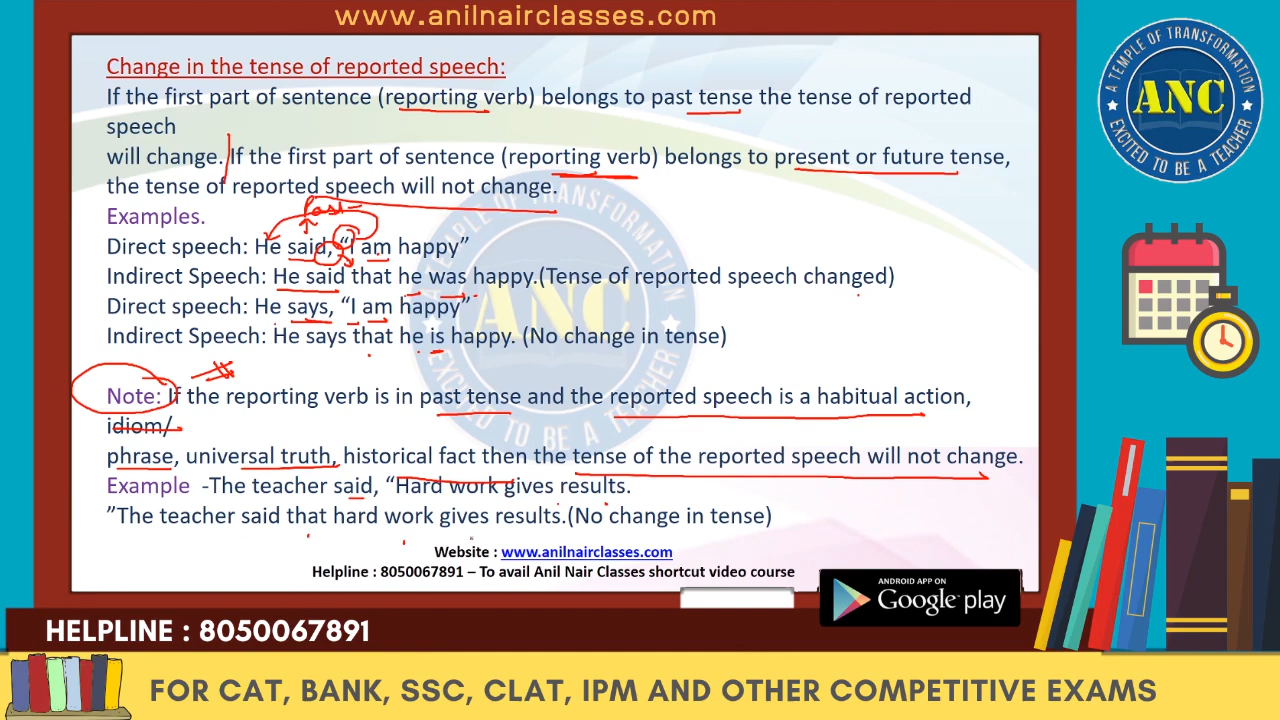 www.anilnairclasses.com
Change in the tense of reported speech:
If the first part of sentence (reporting verb) belongs to past tense the tense of reported
speech
will change. If the first part of sentence (reporting verb) belongs to present or future tense,
the tense of reported speech will not change.
Past
Examples.
Direct speech: He said, “I am happy”
Indirect Speech: He said that he was happy.(Tense of reported speech changed)
Direct speech: He says, “I am happy”
Indirect Speech: He says that he is happy. (No change in tense)
Note: If the reporting verb is in past tense and the reported speech is a habitual action,
idiom/
phrase, universal truth, historical fact then the tense of the reported speech will not change.
Example -The teacher said, “Hard work gives results.
”The teacher said that hard work gives results.(No change in tense)
Website : www.anilnairclasses.com
Helpline : 8050067891 – To avail Anil Nair Classes shortcut video course
A TEMPLE OF TRANSFORMATION
ANC
EXCITED TO BE A TEACHER
A TEMPLE OF TRANSFORMATION
ANC
EXCITED TO BE A TEACHER
ANDROID APP ON
Google play
HELPLINE : 8050067891
FOR CAT, BANK, SSC, CLAT, IPM AND OTHER COMPETITIVE EXAMS